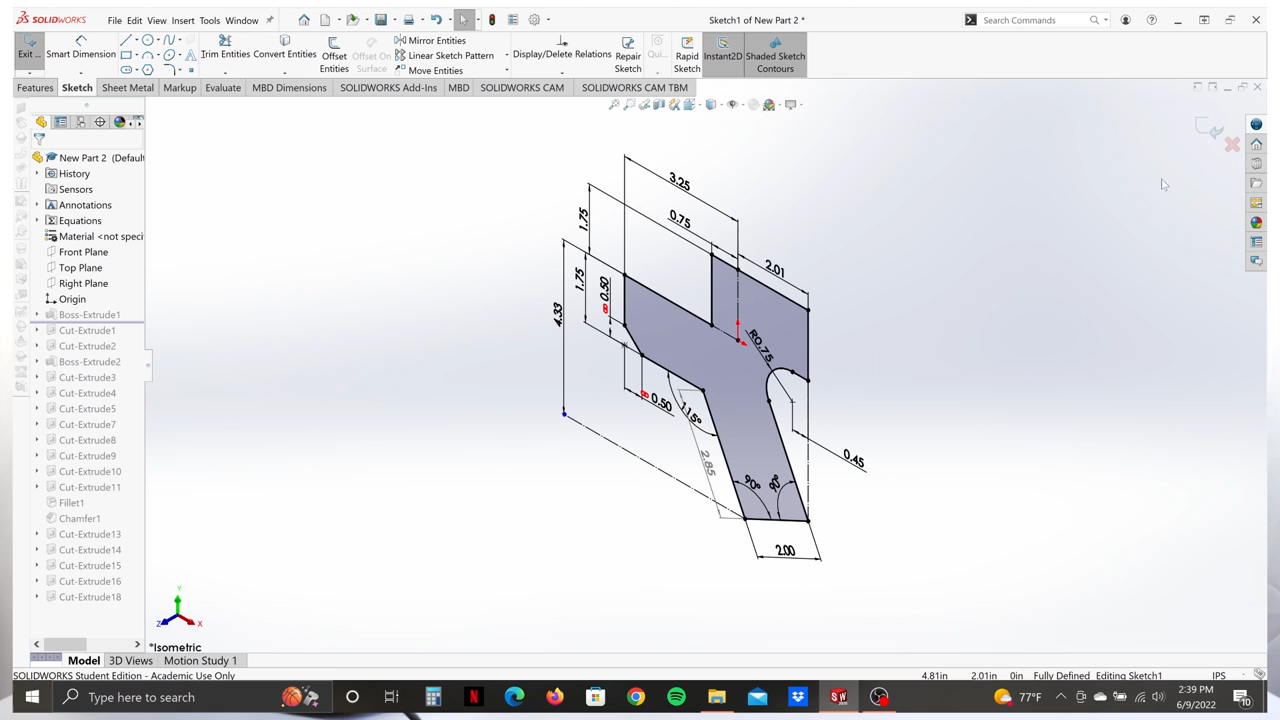 SOLIDWORKS File Edit View Insert Tools Window Sketch1 of New Part 2 * Search Commands
Exit ... Smart Dimension Trim Entities Convert Entities Offset Entities Offset On Surface Mirror Entities Linear Sketch Pattern Move Entities Display/Delete Relations Repair Sketch Qui... Rapid Sketch Instant2D Shaded Sketch Contours
Features Sketch Sheet Metal Markup Evaluate MBD Dimensions SOLIDWORKS Add-Ins MBD SOLIDWORKS CAM SOLIDWORKS CAM TBM
New Part 2 (Default
History
Sensors
Annotations
Equations
Material <not speci
Front Plane
Top Plane
Right Plane
Origin
Boss-Extrude1
Cut-Extrude1
Cut-Extrude2
Boss-Extrude2
Cut-Extrude3
Cut-Extrude4
Cut-Extrude5
Cut-Extrude7
Cut-Extrude8
Cut-Extrude9
Cut-Extrude10
Cut-Extrude11
Fillet1
Chamfer1
Cut-Extrude13
Cut-Extrude14
Cut-Extrude15
Cut-Extrude16
Cut-Extrude18
3.25
1.75
0.75
2.01
1.75
0.50
4.33
R0.75
0.50
115°
2.85
0.45
90°
90°
2.00
Y
Z
X
*Isometric
Model 3D Views Motion Study 1
SOLIDWORKS Student Edition - Academic Use Only 4.81in 2.01in 0in Fully Defined Editing Sketch1 IPS
Type here to search 77°F 2:39 PM
6/9/2022 10